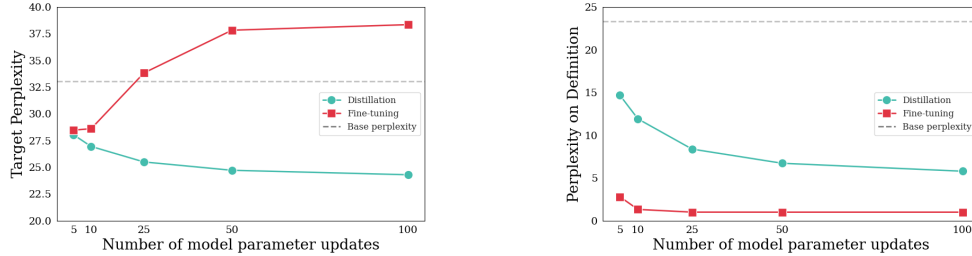 40.0
37.5
35.0
32.5
30.0
27.5
25.0
22.5
20.0
Target Perplexity
Distillation
Fine-tuning
Base perplexity
5 10 25 50 100
Number of model parameter updates
25
20
15
10
5
0
Perplexity on Definition
Distillation
Fine-tuning
Base perplexity
5 10 25 50 100
Number of model parameter updates